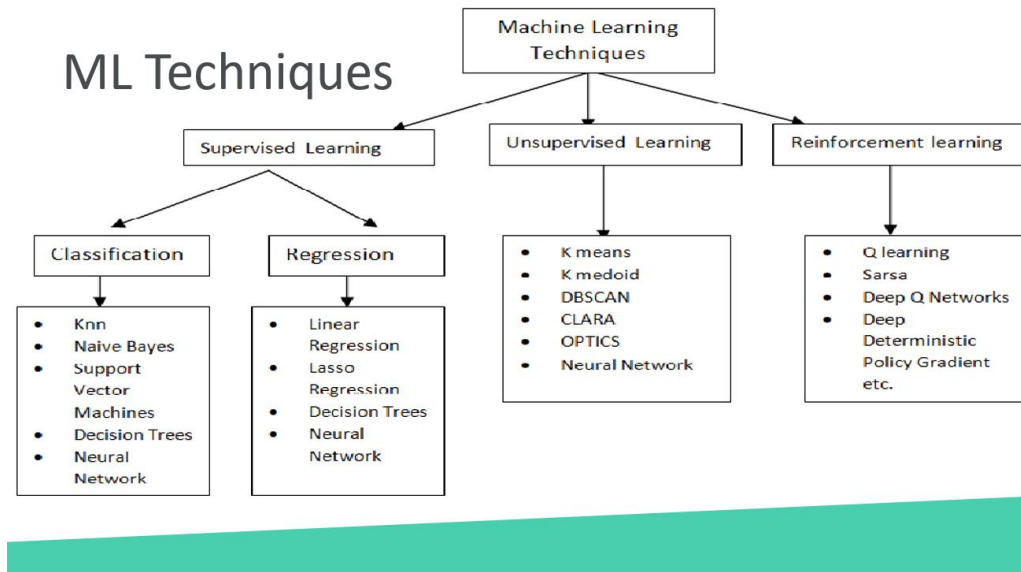 ML Techniques
Machine Learning
Techniques
Supervised Learning
Unsupervised Learning
Reinforcement learning
Classification
Regression
• Knn
• Naive Bayes
• Support
Vector
Machines
• Decision Trees
• Neural
Network
• Linear
Regression
• Lasso
Regression
• Decision Trees
• Neural
Network
• K means
• K medoid
• DBSCAN
• CLARA
• OPTICS
• Neural Network
• Q learning
• Sarsa
• Deep Q Networks
• Deep
Deterministic
Policy Gradient
etc.